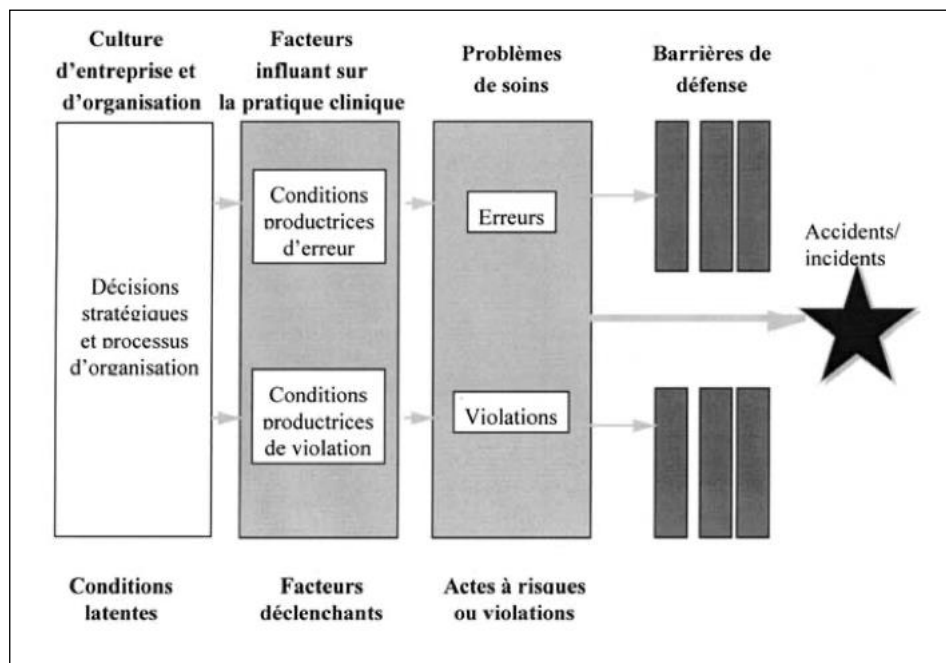 Culture
d’entreprise et
d’organisation
Facteurs
influant sur
la pratique clinique
Problèmes
de soins
Barrières de
défense
Décisions
stratégiques
et processus
d’organisation
Conditions
productrices
d’erreur
Conditions
productrices
de violation
Erreurs
Violations
Accidents/
incidents
Conditions
latentes
Facteurs
déclenchants
Actes à risques
ou violations